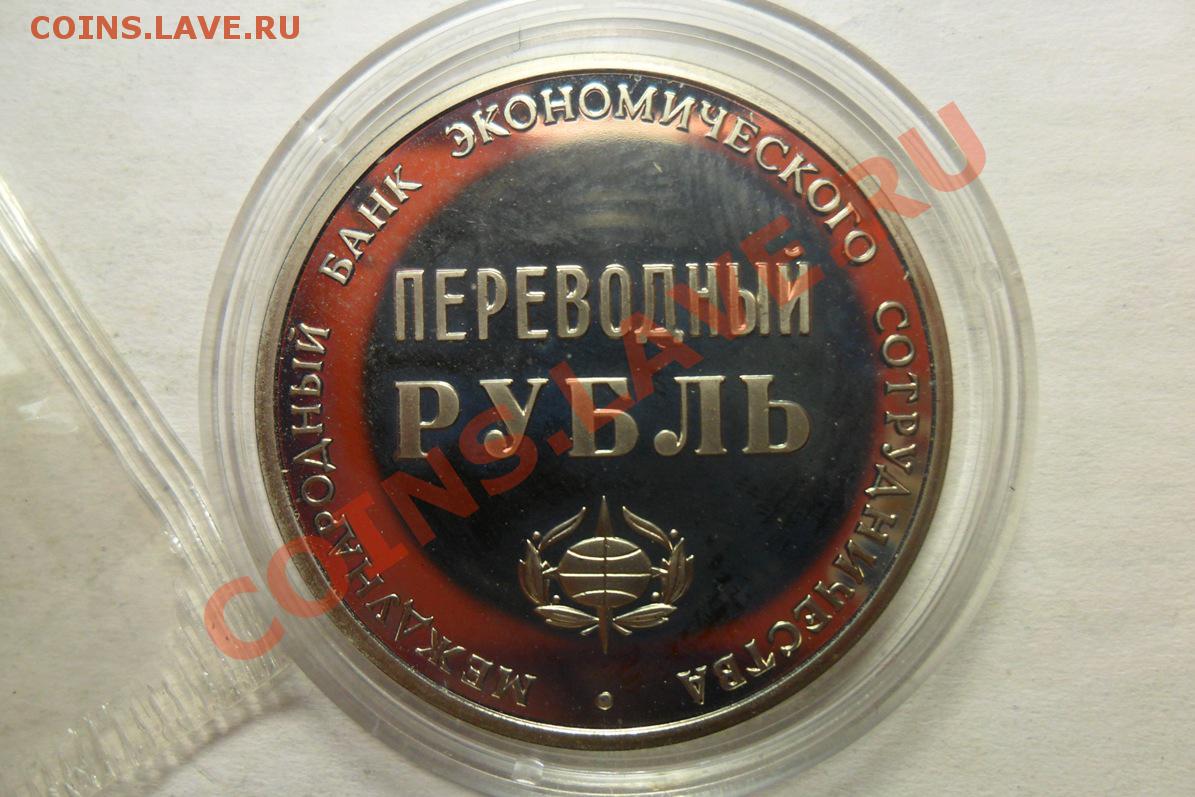 COINS.LAVE.RU
МЕЖДУНАРОДНЫЙ БАНК ЭКОНОМИЧЕСКОГО СОТРУДНИЧЕСТВА
ПЕРЕВОДНЫЙ
РУБЛЬ
COINS.LAVE.RU